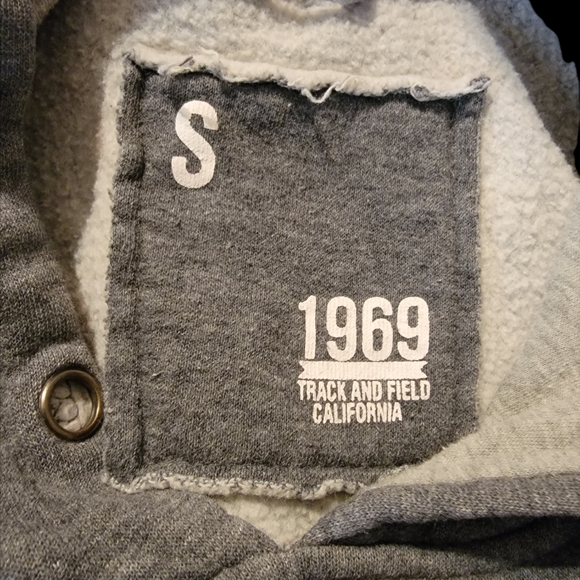 S
1969
TRACK AND FIELD
CALIFORNIA